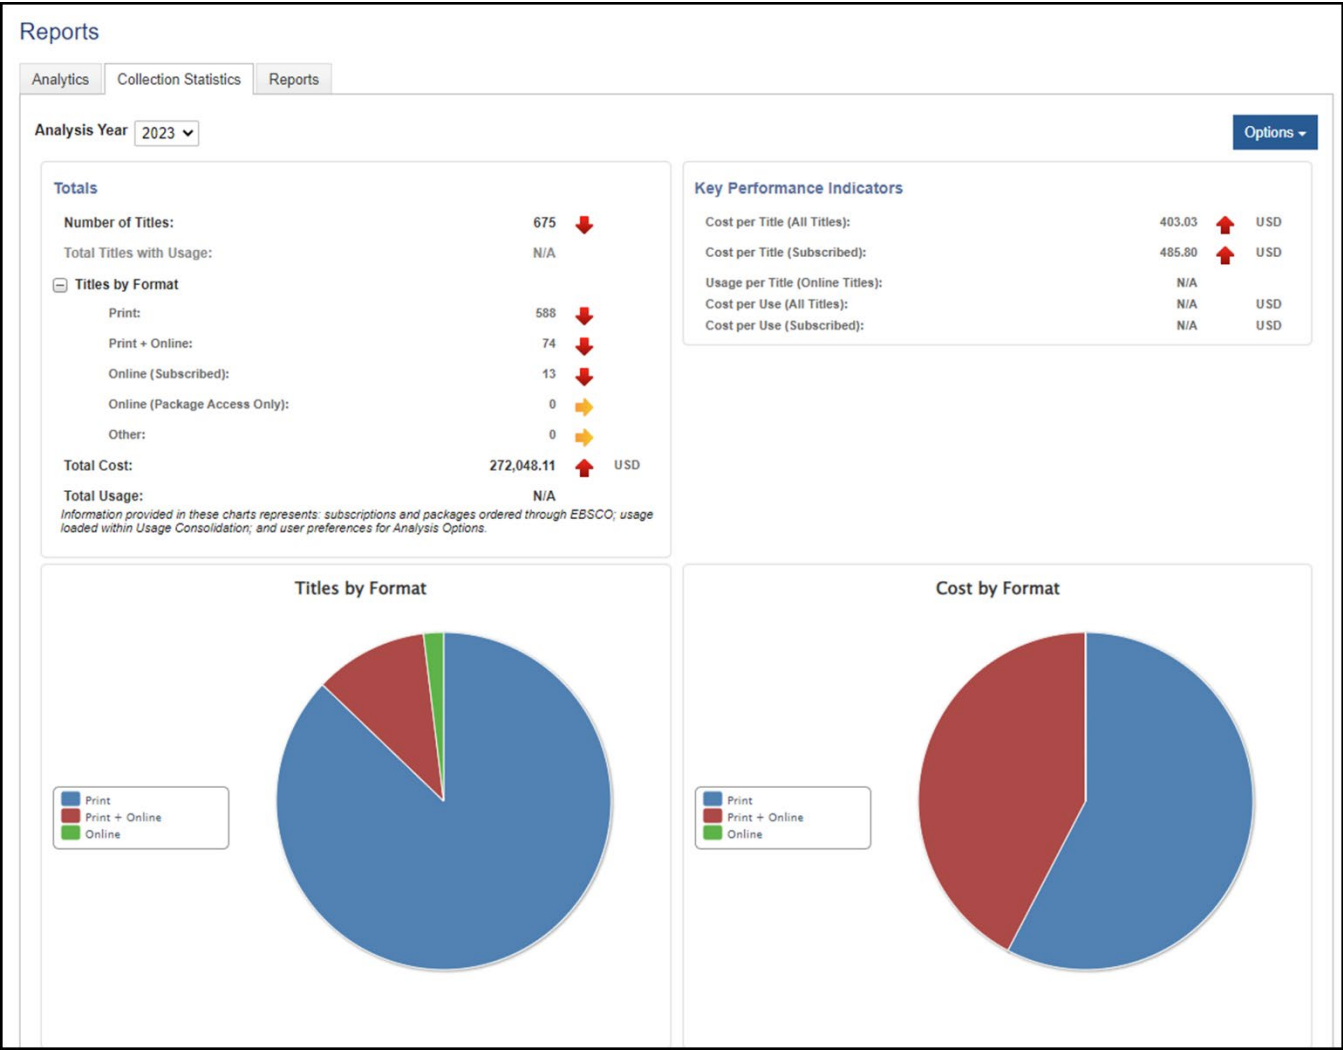 Reports
Analytics Collection Statistics Reports
Analysis Year 2023
Options
Totals
Number of Titles: 675
Total Titles with Usage: N/A
Titles by Format
Print: 588
Print + Online: 74
Online (Subscribed): 13
Online (Package Access Only): 0
Other: 0
Total Cost: 272,048.11 USD
Total Usage: N/A
Information provided in these charts represents: subscriptions and packages ordered through EBSCO; usage
loaded within Usage Consolidation; and user preferences for Analysis Options.
Key Performance Indicators
Cost per Title (All Titles): 403.03 USD
Cost per Title (Subscribed): 485.80 USD
Usage per Title (Online Titles): N/A
Cost per Use (All Titles): N/A USD
Cost per Use (Subscribed): N/A USD
Titles by Format
Print
Print + Online
Online
Cost by Format
Print
Print + Online
Online